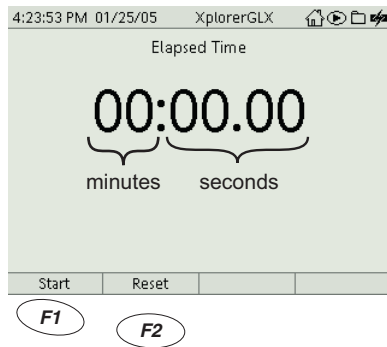 4:23:53 PM 01/25/05 XplorerGLX
Elapsed Time
00:00.00
minutes seconds
Start Reset
F1 F2